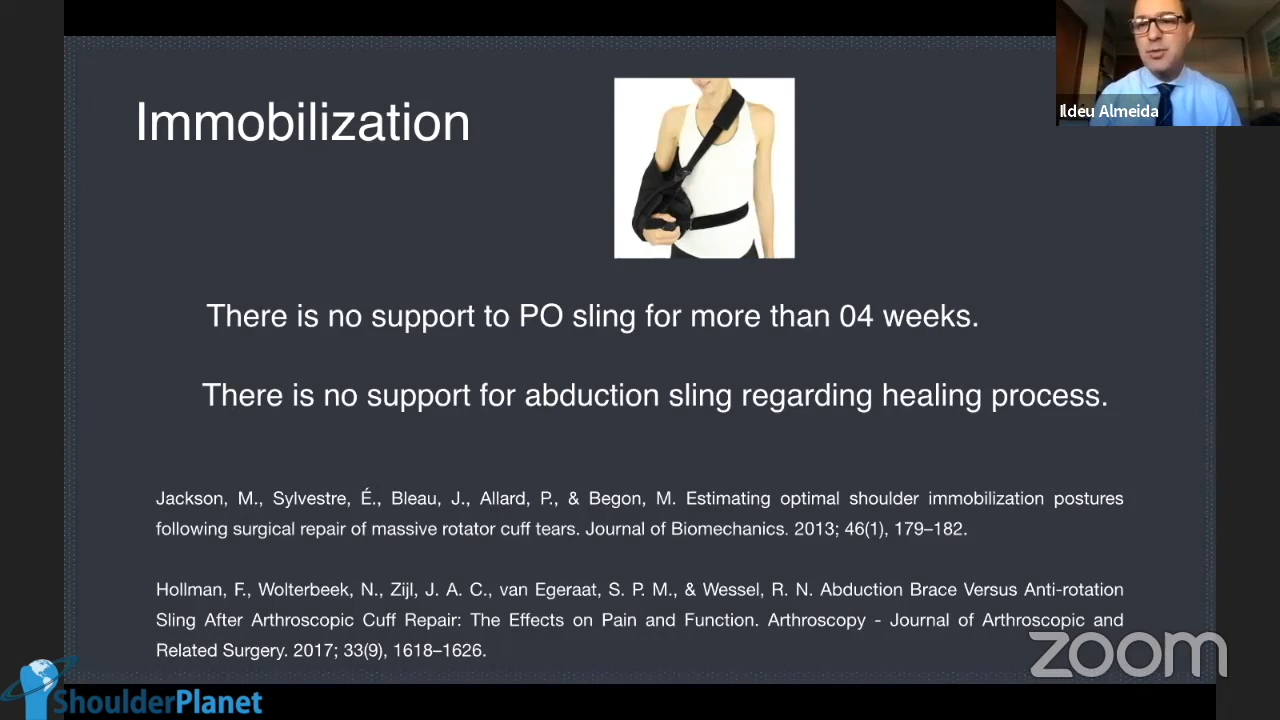 Immobilization
Ildeu Almeida
There is no support to PO sling for more than 04 weeks.
There is no support for abduction sling regarding healing process.
Jackson, M., Sylvestre, É., Bleau, J., Allard, P., & Begon, M. Estimating optimal shoulder immobilization postures
following surgical repair of massive rotator cuff tears. Journal of Biomechanics. 2013; 46(1), 179–182.
Hollman, F., Wolterbeek, N., Zijl, J. A. C., van Egeraat, S. P. M., & Wessel, R. N. Abduction Brace Versus Anti-rotation
Sling After Arthroscopic Cuff Repair: The Effects on Pain and Function. Arthroscopy - Journal of Arthroscopic and
Related Surgery. 2017; 33(9), 1618–1626.
zoom
ShoulderPlanet